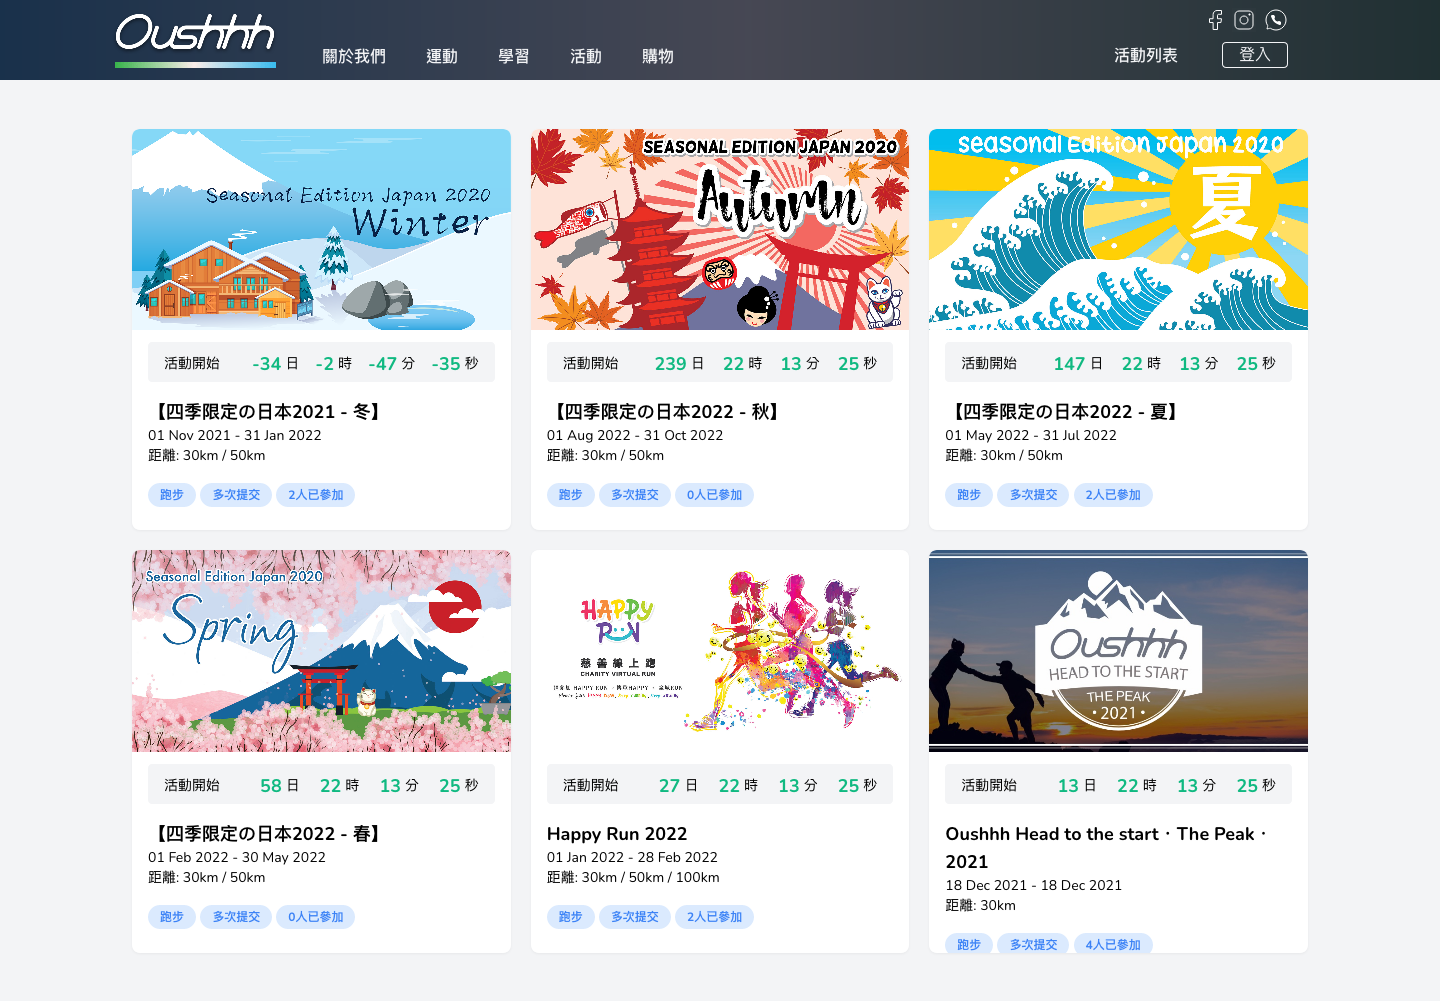 Oushhh
關於我們
運動
學習
活動
購物
活動列表
登入
Seasonal Edition Japan 2020
Winter
活動開始 -34 日 -2 時 -47 分 -35 秒
【四季限定の日本2021 - 冬】
01 Nov 2021 - 31 Jan 2022
距離: 30km / 50km
跑步 多次提交 2人已參加
SEASONAL EDITION JAPAN 2020
Autumn
活動開始 239 日 22 時 13 分 25 秒
【四季限定の日本2022 - 秋】
01 Aug 2022 - 31 Oct 2022
距離: 30km / 50km
跑步 多次提交 0人已參加
Seasonal Edition Japan 2020
夏
活動開始 147 日 22 時 13 分 25 秒
【四季限定の日本2022 - 夏】
01 May 2022 - 31 Jul 2022
距離: 30km / 50km
跑步 多次提交 2人已參加
Seasonal Edition Japan 2020
Spring
活動開始 58 日 22 時 13 分 25 秒
【四季限定の日本2022 - 春】
01 Feb 2022 - 30 May 2022
距離: 30km / 50km
跑步 多次提交 0人已參加
HAPPY
RUN
慈善線上跑
CHARITY VIRTUAL RUN
活動開始 27 日 22 時 13 分 25 秒
Happy Run 2022
01 Jan 2022 - 28 Feb 2022
距離: 30km / 50km / 100km
跑步 多次提交 2人已參加
Oushhh
HEAD TO THE START
THE PEAK
• 2021 •
活動開始 13 日 22 時 13 分 25 秒
Oushhh Head to the start · The Peak ·
2021
18 Dec 2021 - 18 Dec 2021
距離: 30km
跑步 多次提交 4人已參加